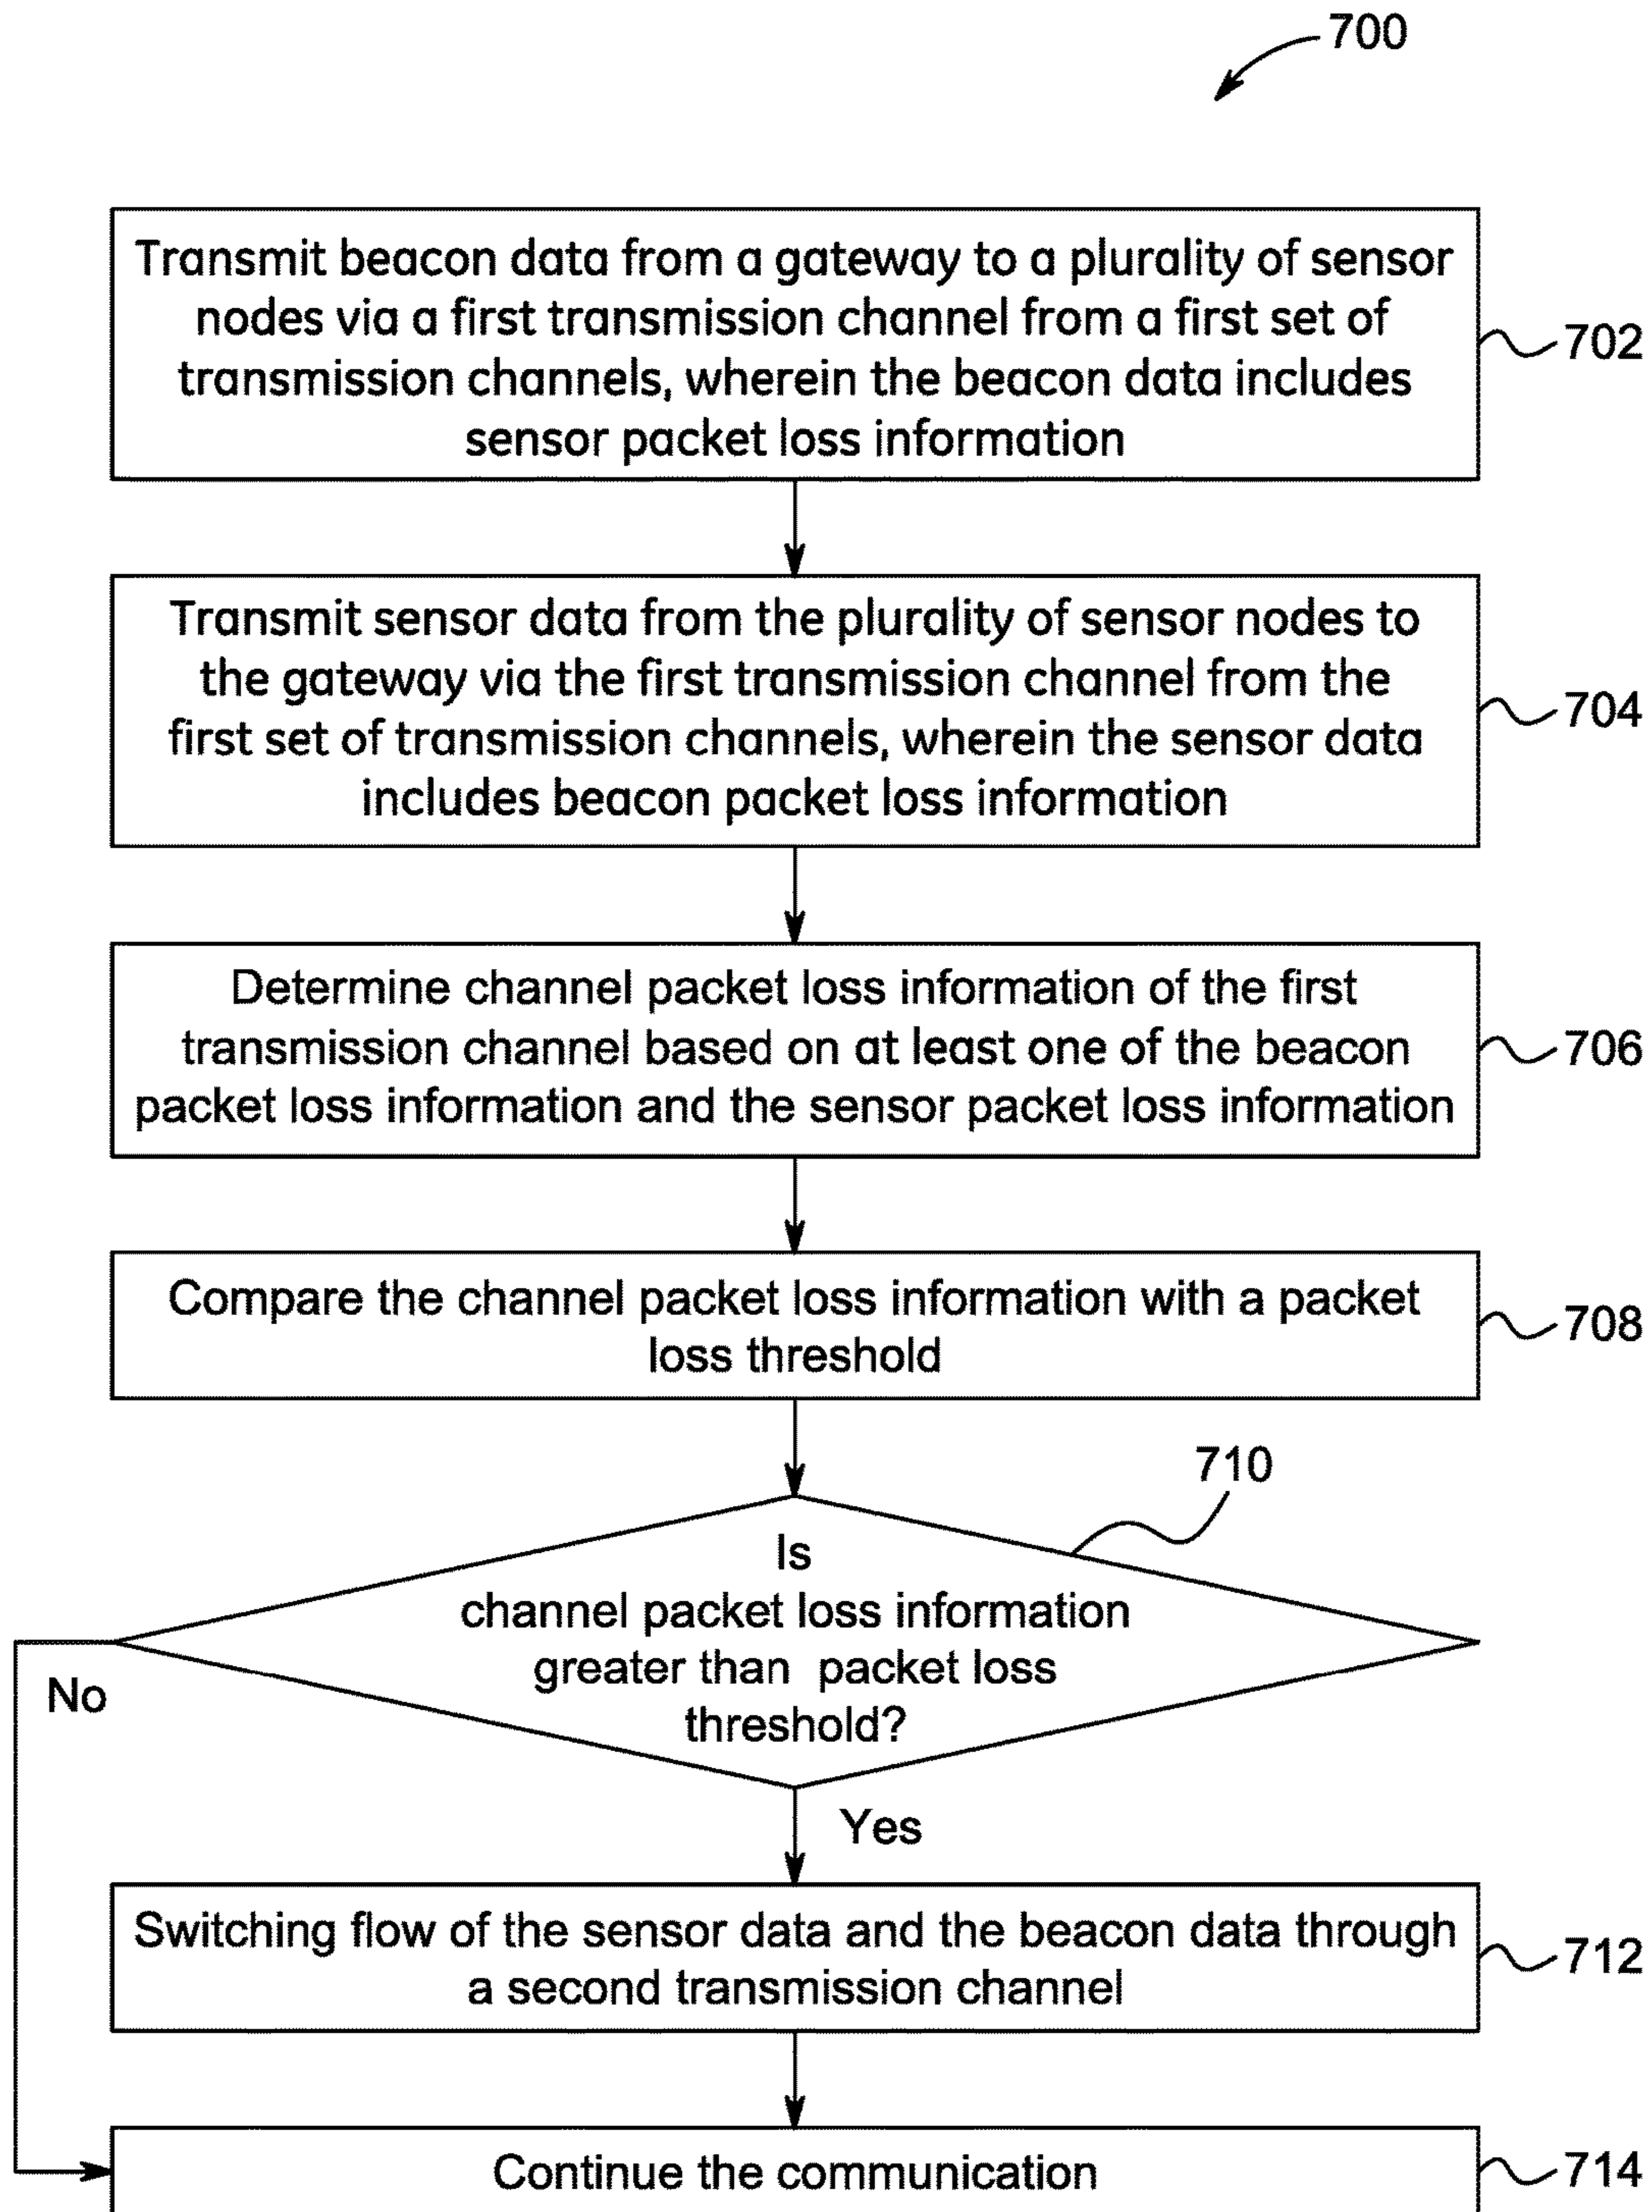 700
Transmit beacon data from a gateway to a plurality of sensor
nodes via a first transmission channel from a first set of
transmission channels, wherein the beacon data includes
sensor packet loss information
702
Transmit sensor data from the plurality of sensor nodes to
the gateway via the first transmission channel from the
first set of transmission channels, wherein the sensor data
includes beacon packet loss information
704
Determine channel packet loss information of the first
transmission channel based on at least one of the beacon
packet loss information and the sensor packet loss information
706
Compare the channel packet loss information with a packet
loss threshold
708
710
Is
channel packet loss information
greater than packet loss
threshold?
No
Yes
Switching flow of the sensor data and the beacon data through
a second transmission channel
712
Continue the communication
714